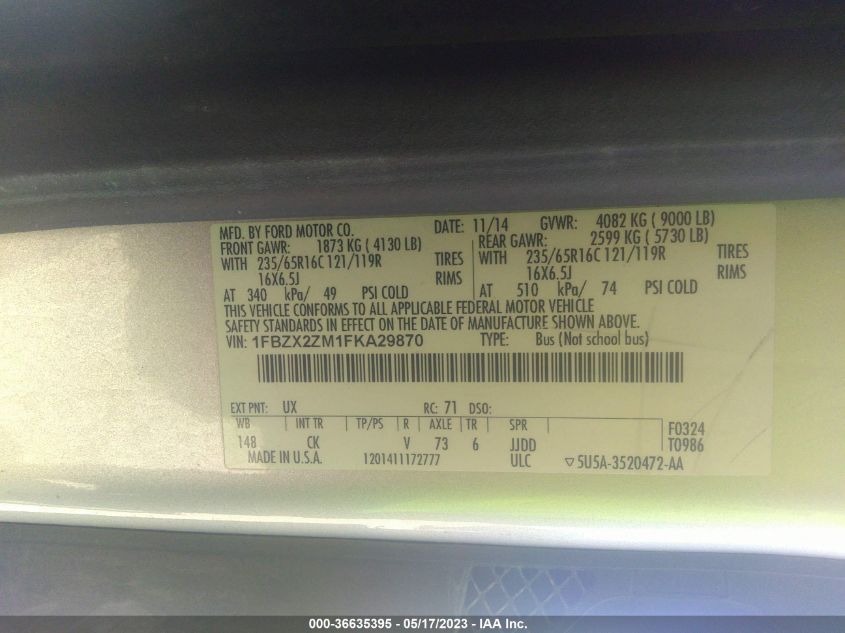 MFD. BY FORD MOTOR CO. DATE: 11/14 GVWR: 4082 KG ( 9000 LB)
FRONT GAWR: 1873 KG ( 4130 LB) REAR GAWR: 2599 KG ( 5730 LB)
WITH 235/65R16C 121/119R TIRES WITH 235/65R16C 121/119R TIRES
16X6.5J RIMS 16X6.5J RIMS
AT 340 kPa/ 49 PSI COLD AT 510 kPa/ 74 PSI COLD
THIS VEHICLE CONFORMS TO ALL APPLICABLE FEDERAL MOTOR VEHICLE
SAFETY STANDARDS IN EFFECT ON THE DATE OF MANUFACTURE SHOWN ABOVE.
VIN: 1FBZX2ZM1FKA29870 TYPE: Bus (Not school bus)
EXT PNT: UX RC: 71 DSO:
WB INT TR TP/PS R AXLE TR SPR F0324
148 CK V 73 6 JJDD T0986
MADE IN U.S.A. 1201411172777 ULC ▽5U5A-3520472-AA
000-36635395 - 05/17/2023 - IAA Inc.